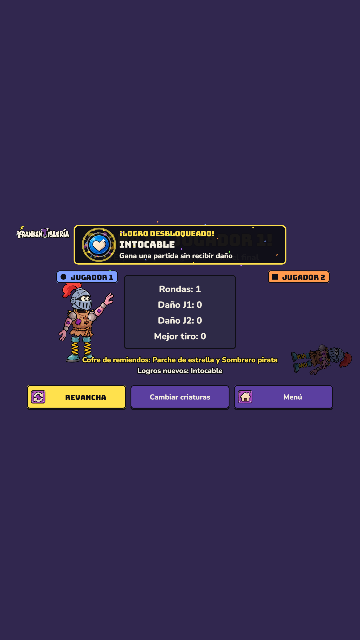 ¡LOGRO DESBLOQUEADO!
INTOCABLE
Gana una partida sin recibir daño
JUGADOR 1
JUGADOR 2
Rondas: 1
Daño J1: 0
Daño J2: 0
Mejor tiro: 0
Cofre de remiendos: Parche de estrella y Sombrero pirata
Logros nuevos: Intocable
REVANCHA
Cambiar criaturas
Menú